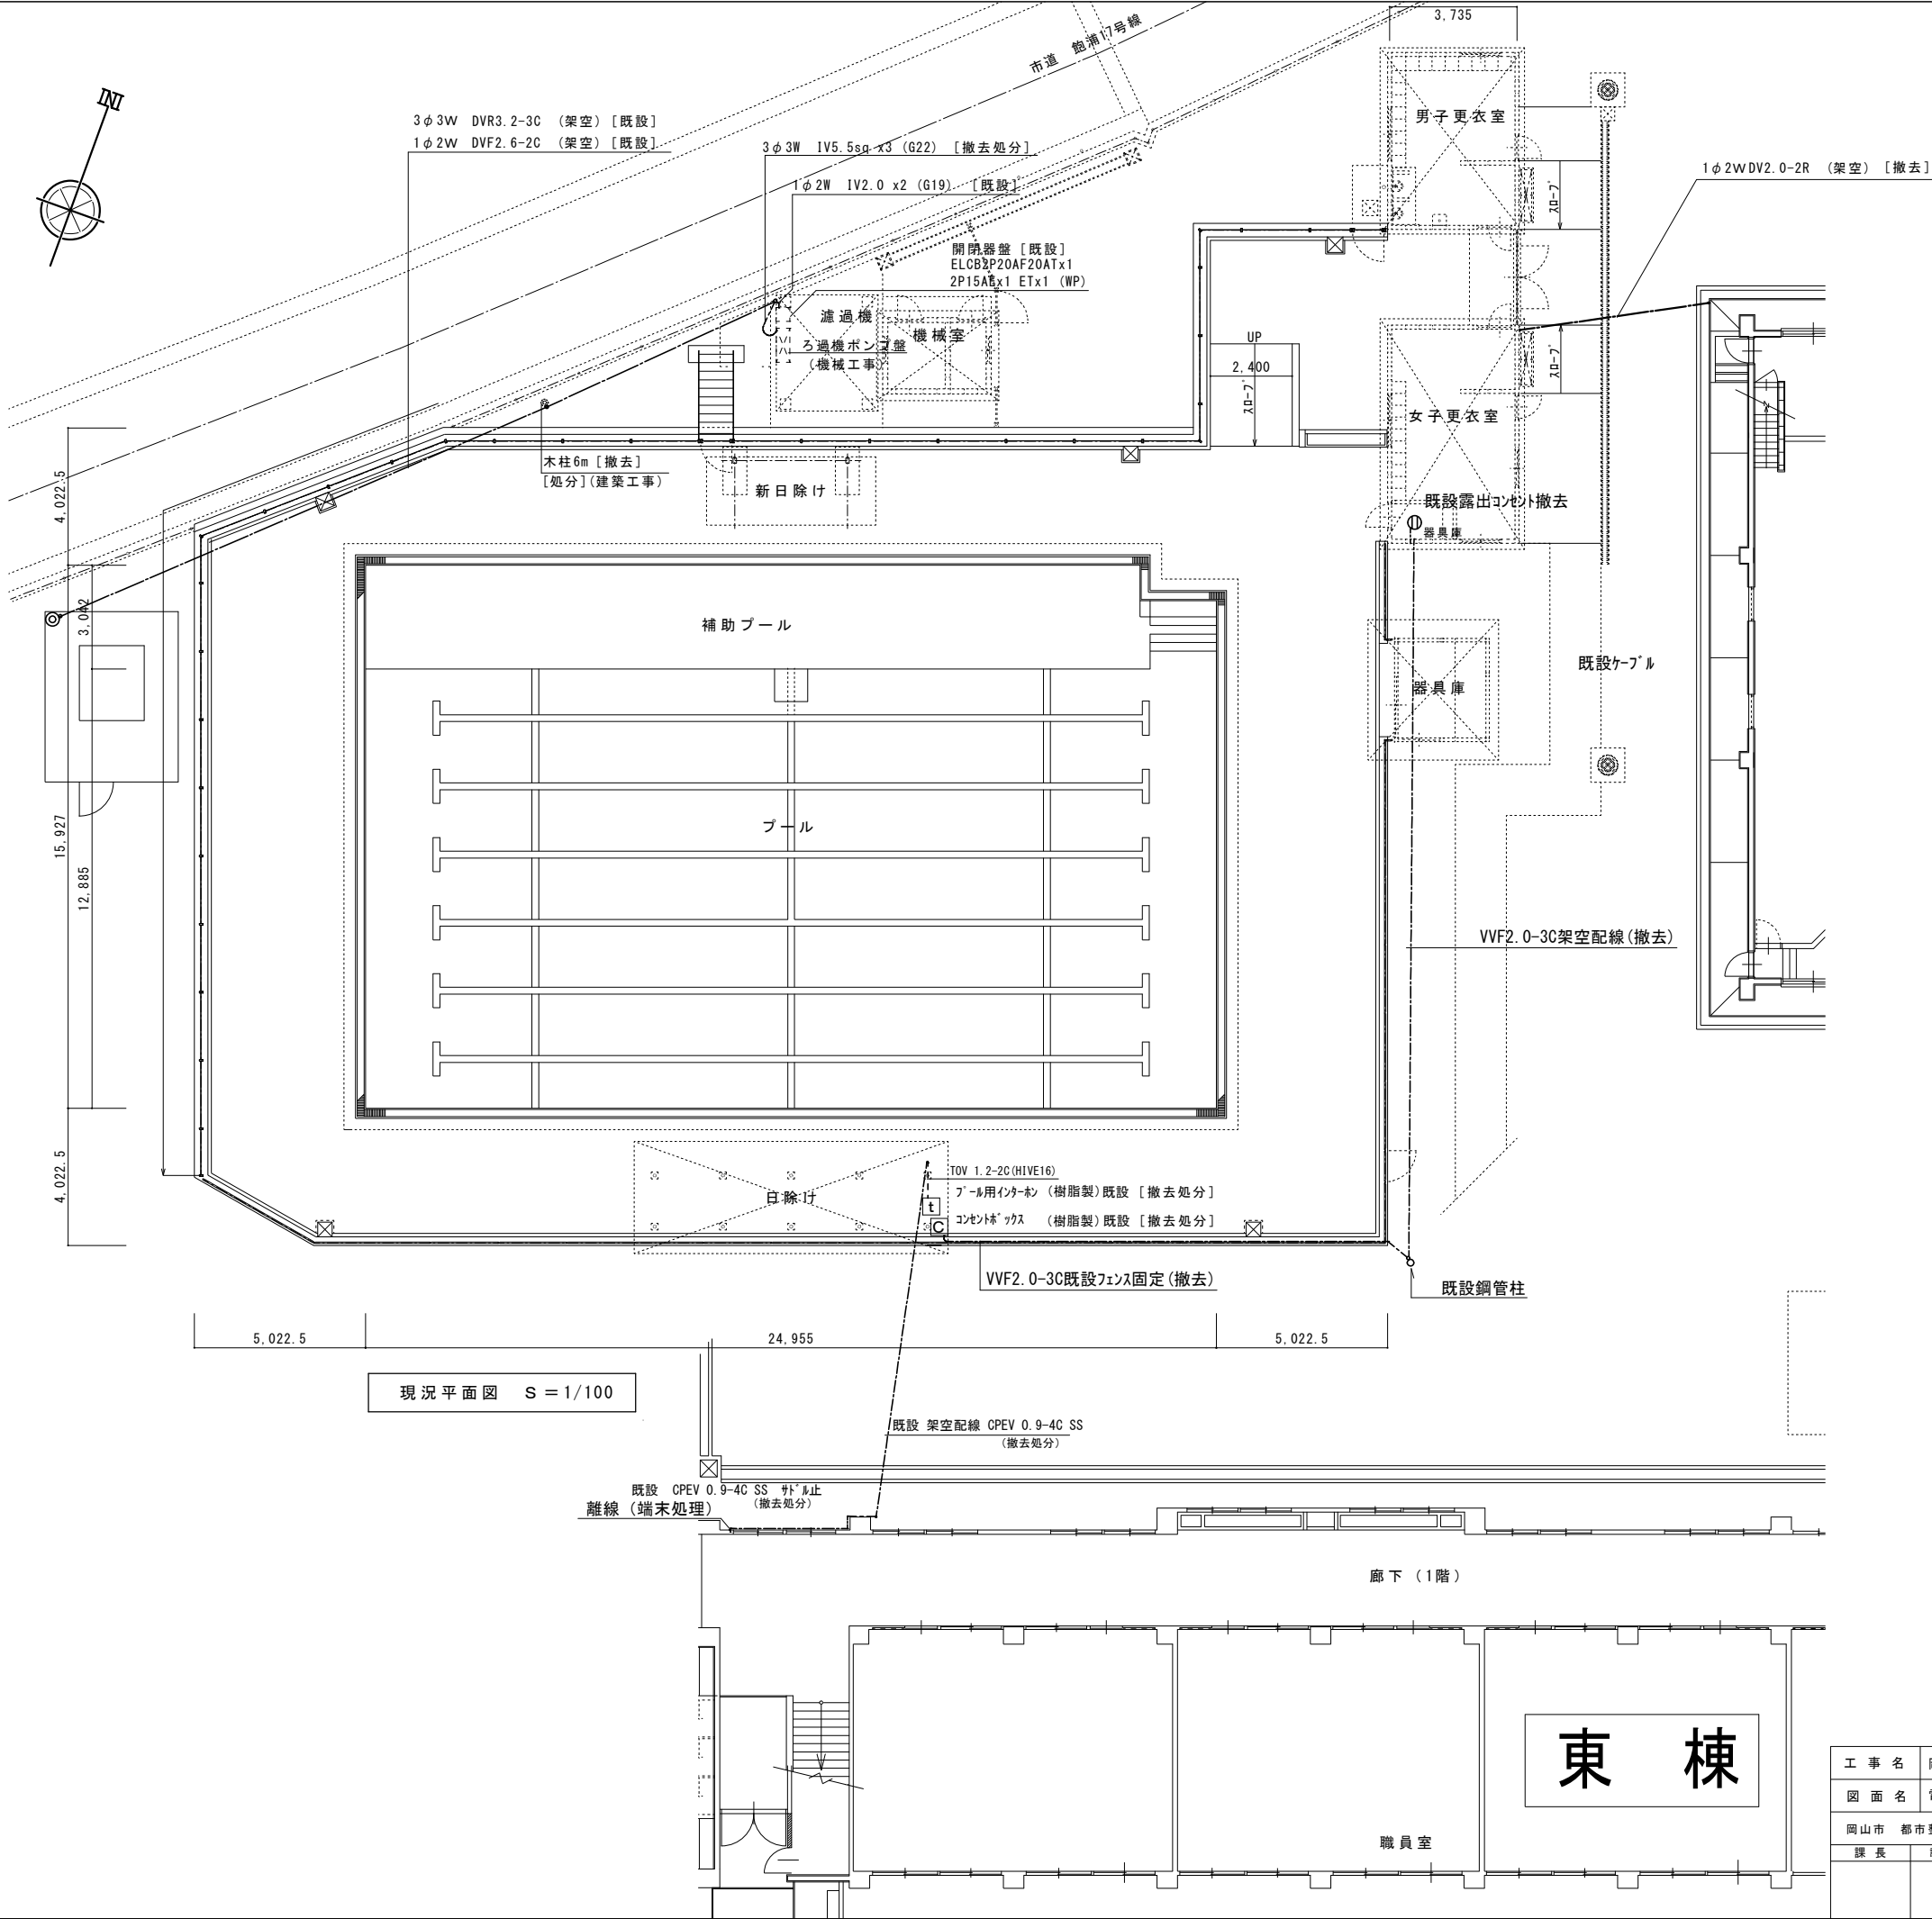 3,735
市道　飽浦17号線
N
3φ3W　DVR3.2-3C　（架空）［既設］
1φ2W　DVF2.6-2C　（架空）［既設］
3φ3W　IV5.5sq x3 (G22)　［撤去処分］
1φ2W　IV2.0 x2 (G19)　［既設］
男子更衣室
1φ2W DV2.0-2R　（架空）　［撤去］
スロープ
開閉器盤［既設］
ELCB2P20AF20ATx1
濾過機
機械室
ろ過機ポンプ盤
（機械工事）
UP
2,400
スロープ
スロープ
女子更衣室
木柱6m［撤去］
［処分］(建築工事)
新日除け
既設露出コンセント撤去
器具庫
4,022.5
3,042
15,927
12,885
4,022.5
補助プール
既設ケーブル
器具庫
プール
VVF2.0-3C架空配線(撤去)
TOV 1.2-2C(HIVE16)
日除け
プール用インターホン　（樹脂製）既設　［撤去処分］
t
コンセントボックス　（樹脂製）既設　［撤去処分］
C
VVF2.0-3C既設フェンス固定(撤去)
既設鋼管柱
5,022.5
24,955
5,022.5
現況平面図　S＝1/100
既設 架空配線 CPEV 0.9-4C SS
（撤去処分）
既設　CPEV 0.9-4C SS　サドル止
（撤去処分）
離線（端末処理）
廊下（1階）
東　棟
職員室
工事名
図面名
岡山市　都市
課長